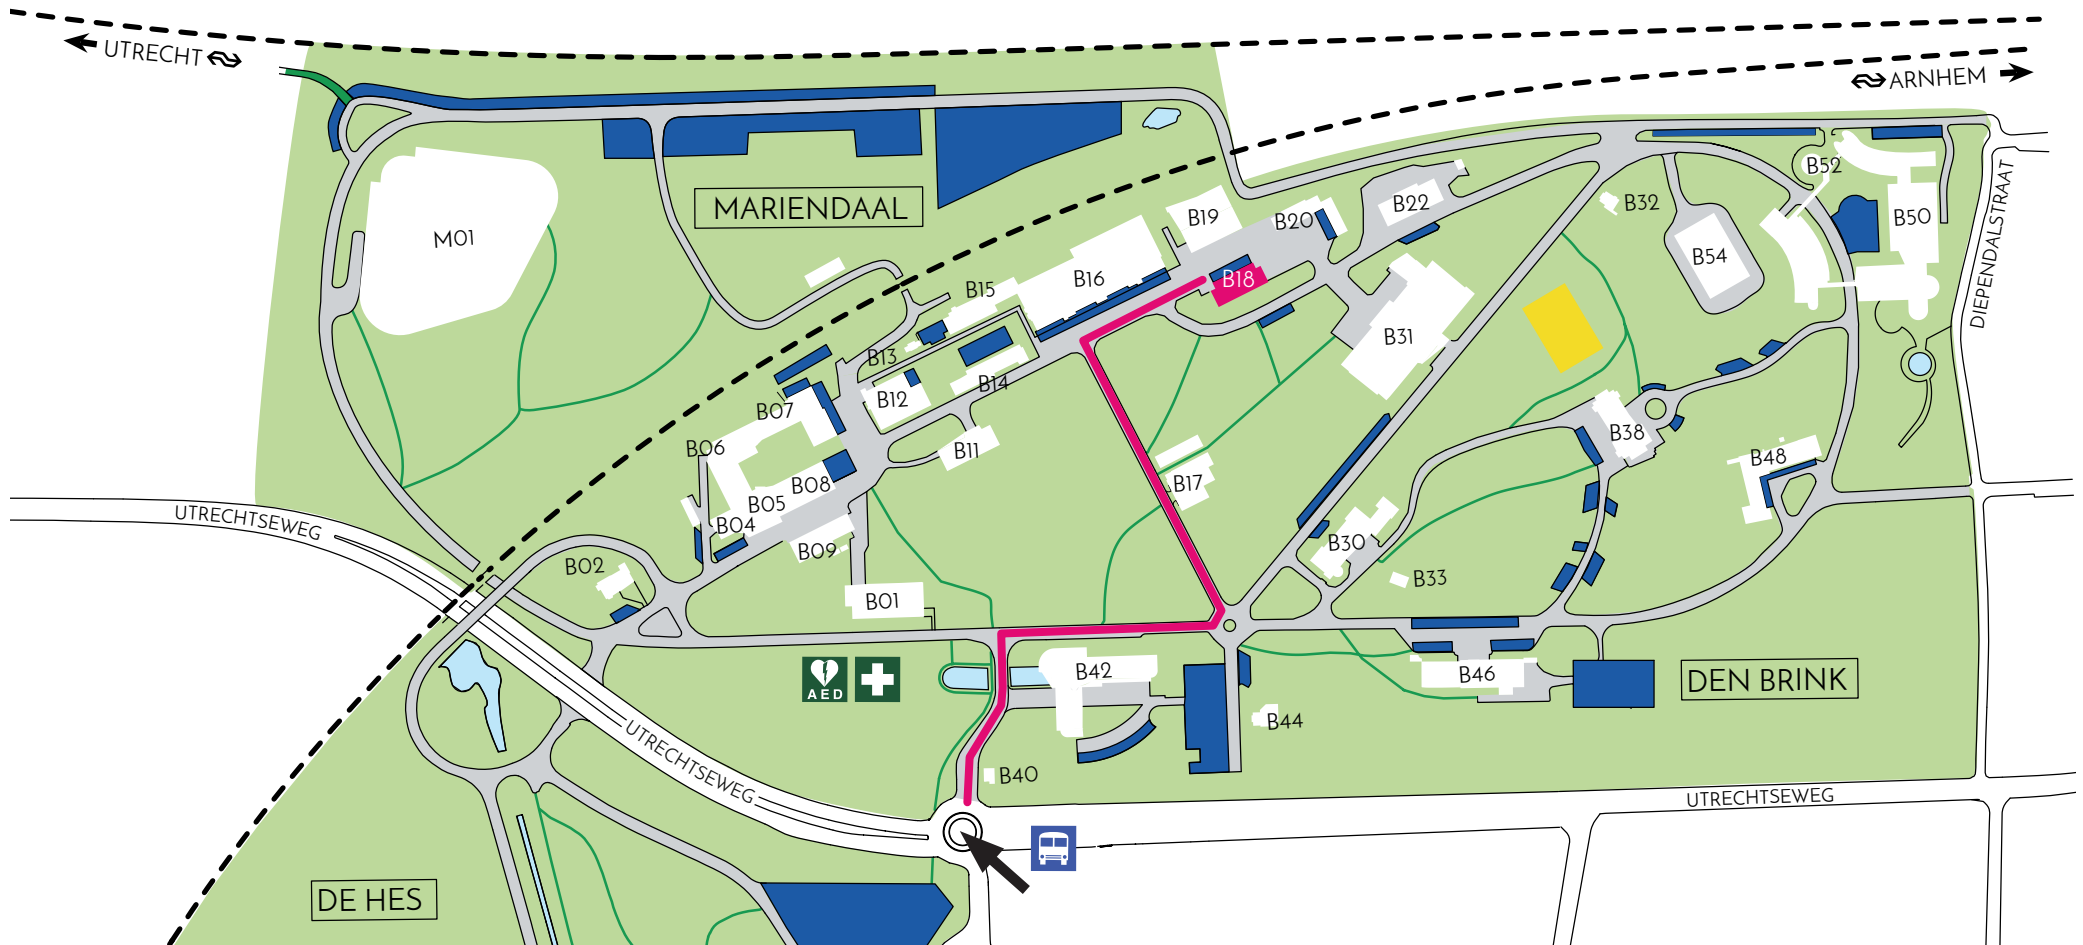 UTRECHT
ARNHEM
MARIENDAAL
M01
B52
B50
B32
B22
B20
B19
B54
DIEPENDALSTRAAT
B18
B16
B15
B31
B13
B14
B12
B07
B11
B06
B38
B48
B17
B08
B05
B04
B09
UTRECHTSEWEG
B30
B02
B33
B01
AED
B42
B46
DEN BRINK
B44
UTRECHTSEWEG
B40
UTRECHTSEWEG
DE HES